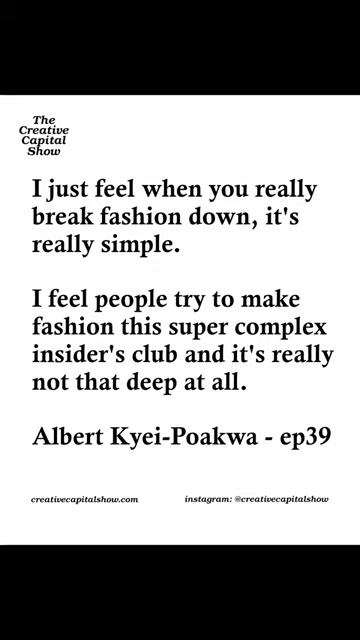 The
Creative
Capital
Show
I just feel when you really
break fashion down, it's
really simple.
I feel people try to make
fashion this super complex
insider's club and it's really
not that deep at all.
Albert Kyei-Poakwa - ep39
creativecapitalshow.com
instagram: @creativecapitalshow